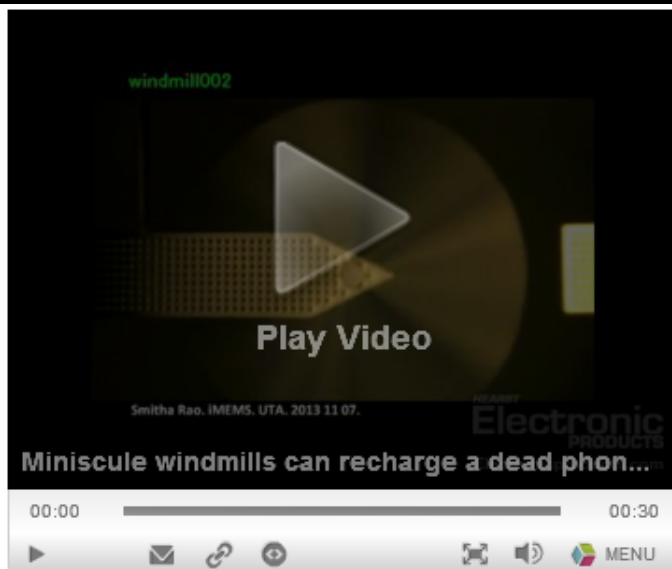 windmill002
Play Video
Smitha Rao. iMEMS. UTA. 2013 11 07.
HEARST
Electronic
PRODUCTS
Miniscule windmills can recharge a dead phon...
00:00
00:30
MENU